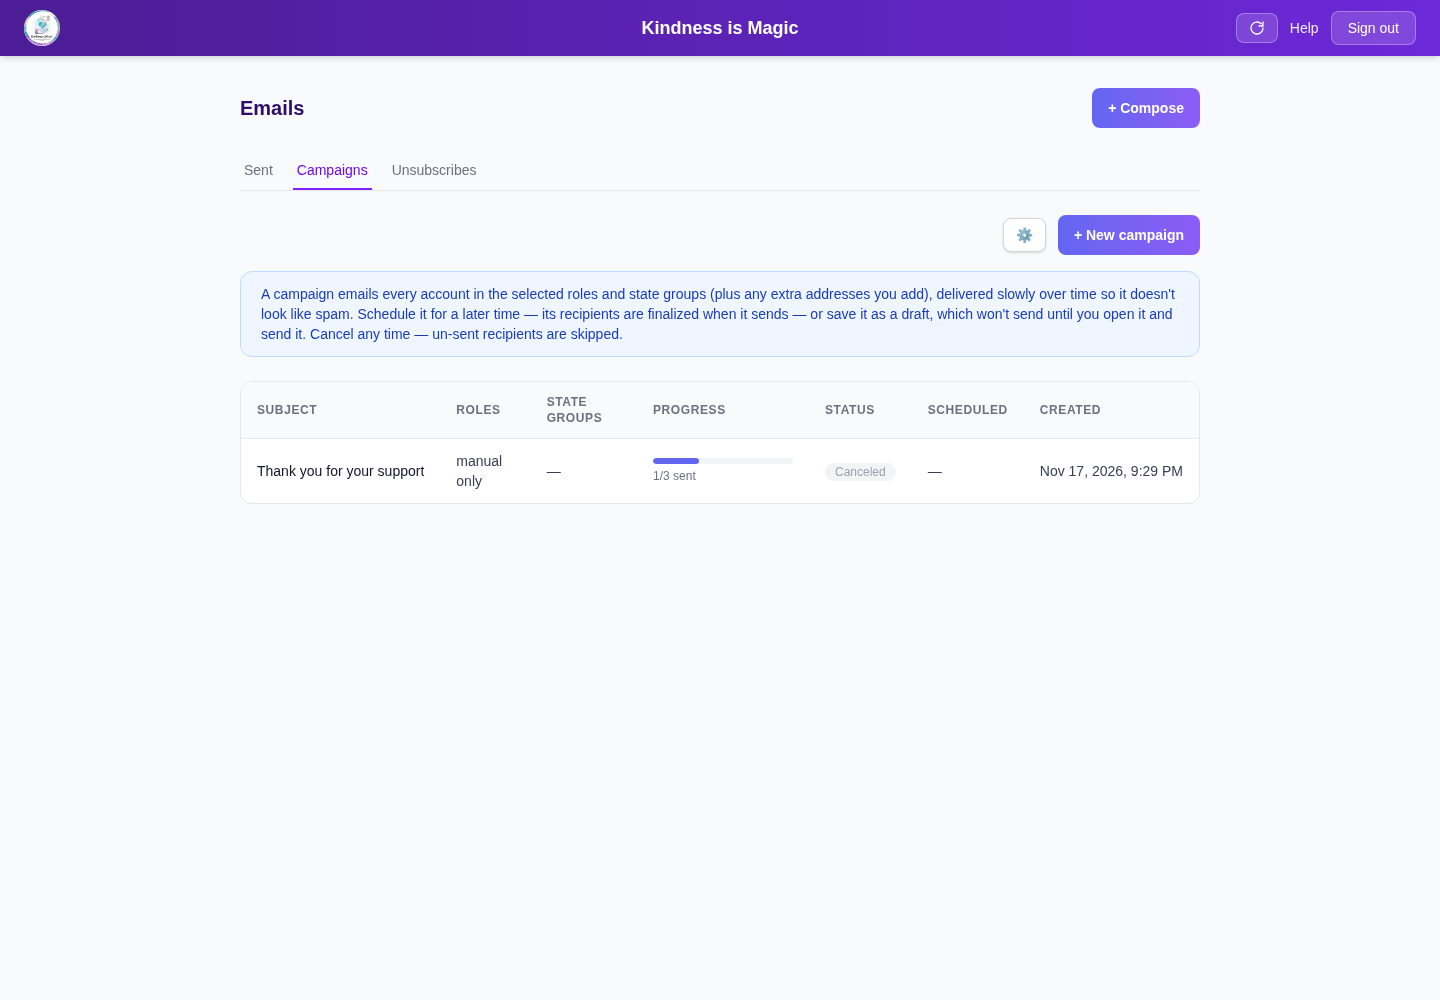 Kindness is Magic
Help
Sign out
Emails
+ Compose
Sent
Campaigns
Unsubscribes
+ New campaign
A campaign emails every account in the selected roles and state groups (plus any extra addresses you add), delivered slowly over time so it doesn't
look like spam. Schedule it for a later time — its recipients are finalized when it sends — or save it as a draft, which won't send until you open it and
send it. Cancel any time — un-sent recipients are skipped.
SUBJECT
ROLES
STATE
GROUPS
PROGRESS
STATUS
SCHEDULED
CREATED
Thank you for your support
manual
only
—
1/3 sent
Canceled
—
Nov 17, 2026, 9:29 PM